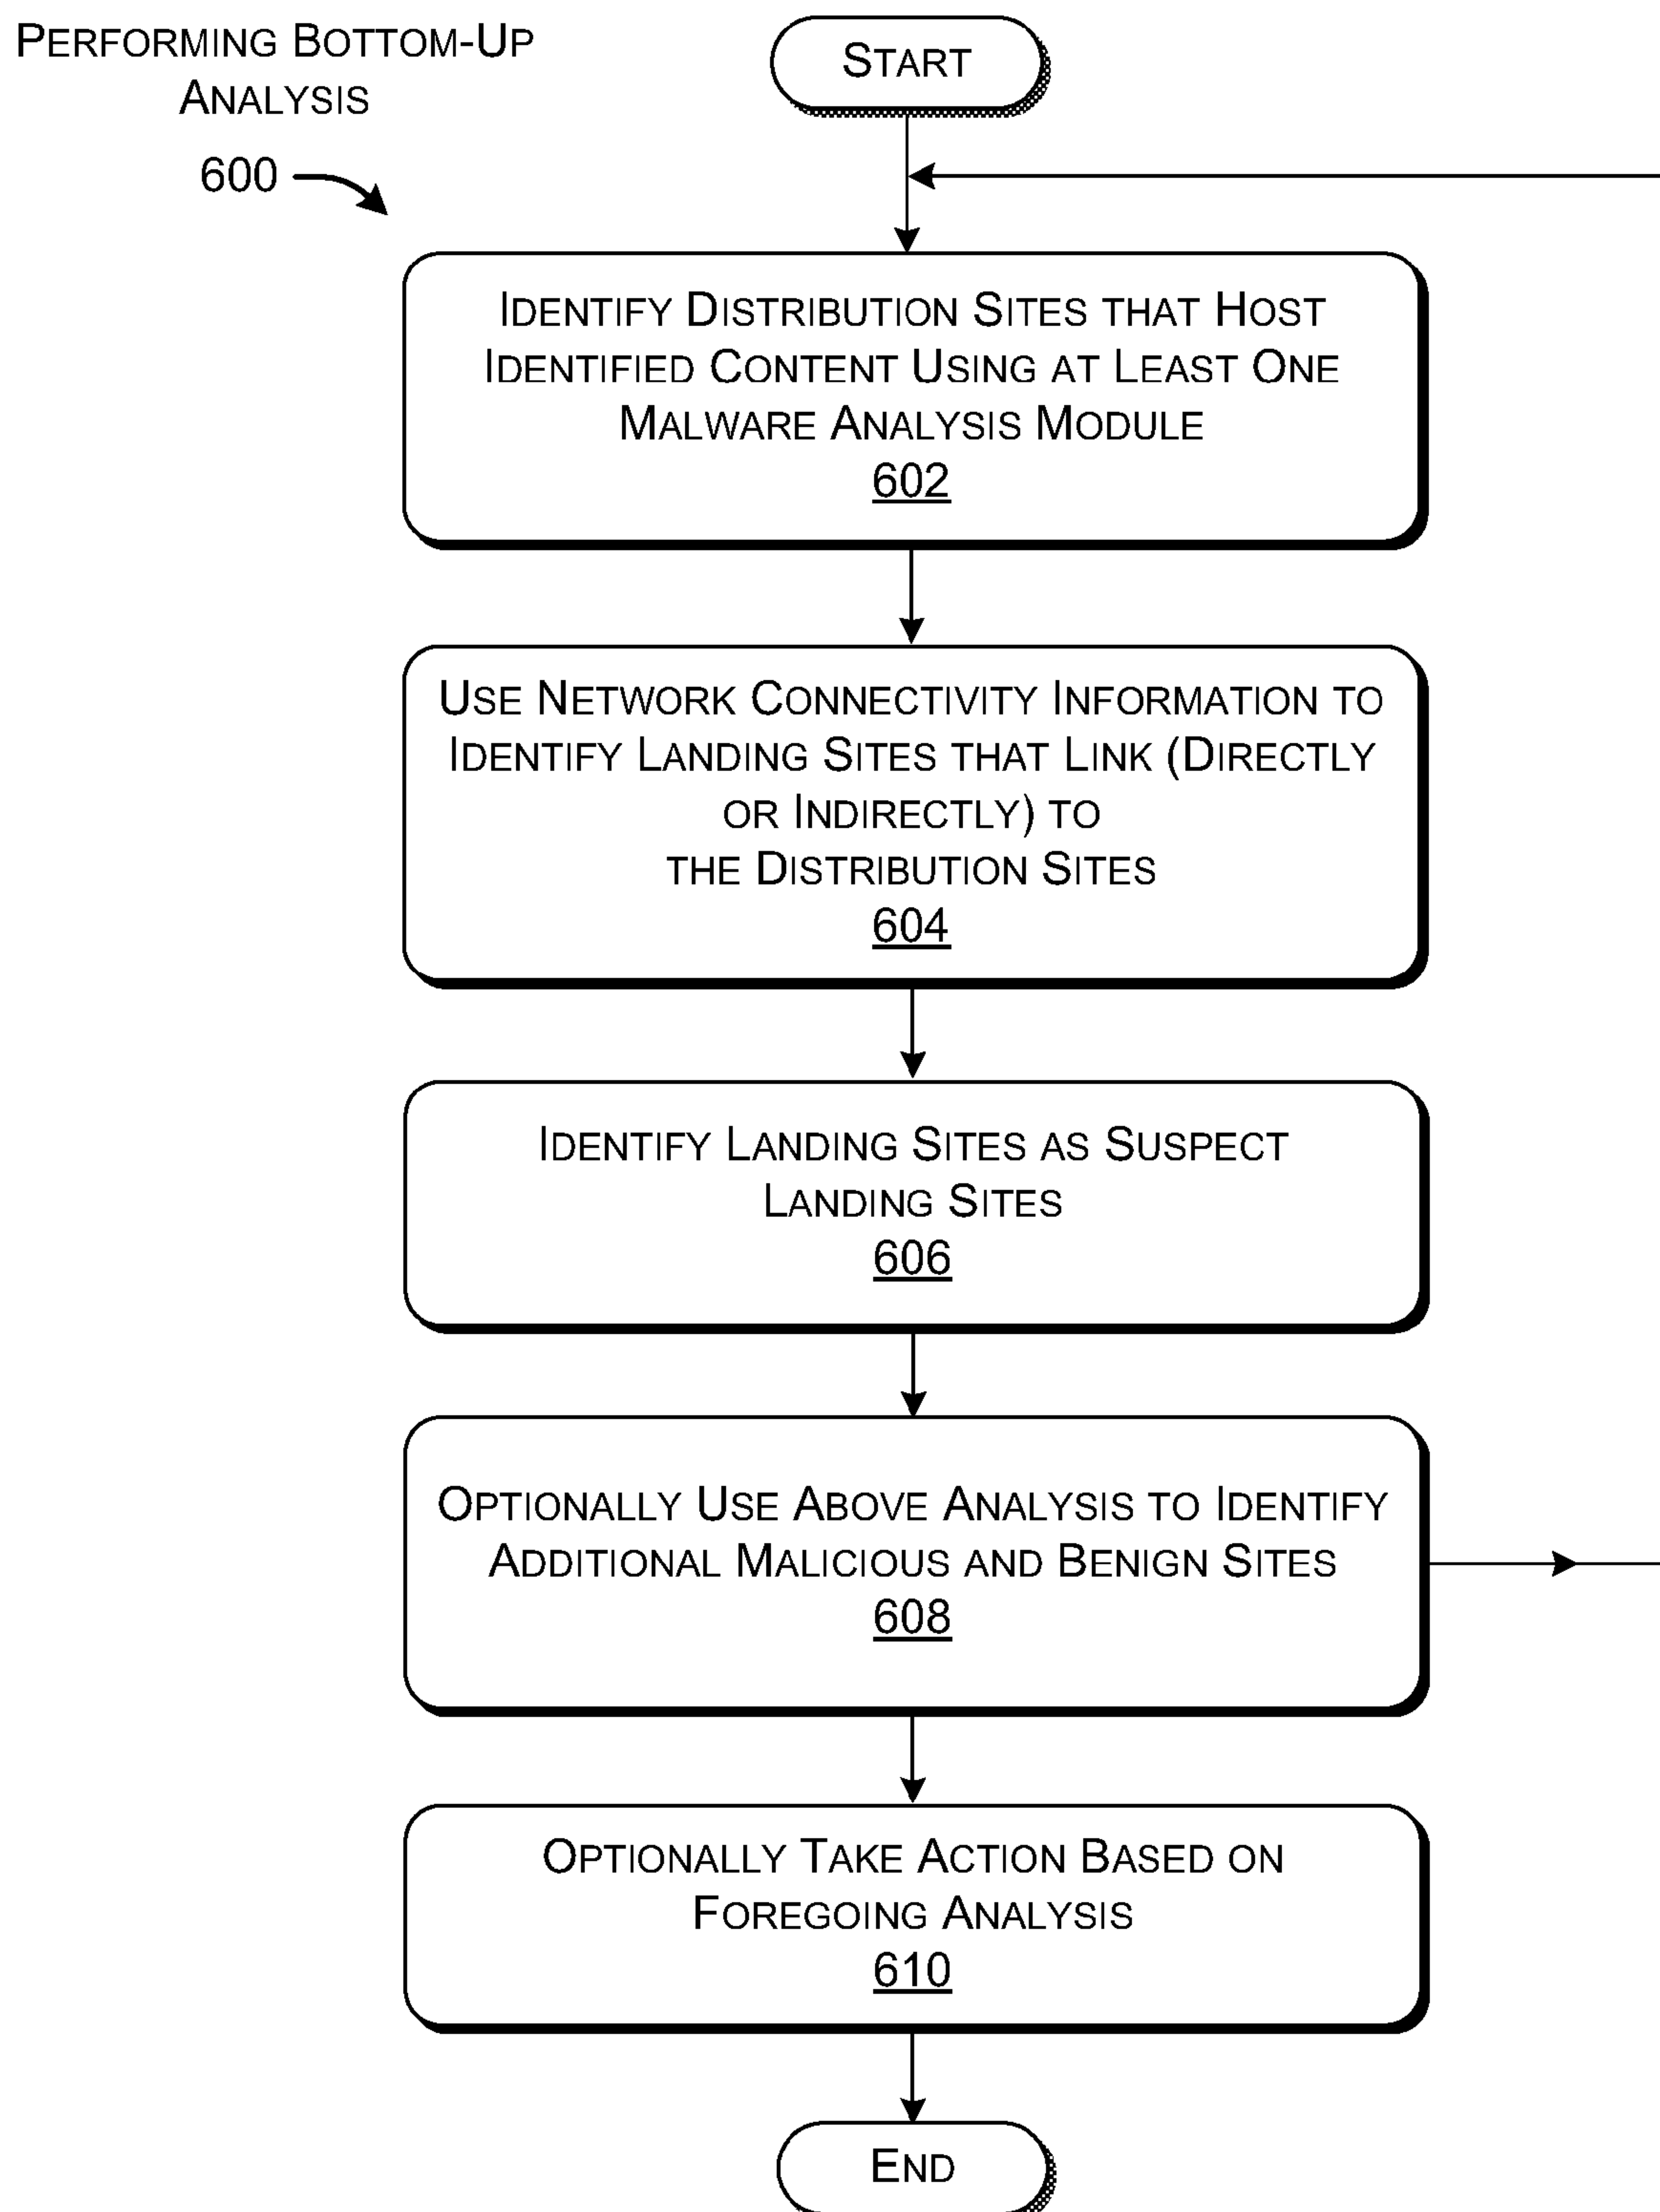 PERFORMING BOTTOM-UP
ANALYSIS
600
START
IDENTIFY DISTRIBUTION SITES THAT HOST
IDENTIFIED CONTENT USING AT LEAST ONE
MALWARE ANALYSIS MODULE
602
USE NETWORK CONNECTIVITY INFORMATION TO
IDENTIFY LANDING SITES THAT LINK (DIRECTLY
OR INDIRECTLY) TO
THE DISTRIBUTION SITES
604
IDENTIFY LANDING SITES AS SUSPECT
LANDING SITES
606
OPTIONALLY USE ABOVE ANALYSIS TO IDENTIFY
ADDITIONAL MALICIOUS AND BENIGN SITES
608
OPTIONALLY TAKE ACTION BASED ON
FOREGOING ANALYSIS
610
END